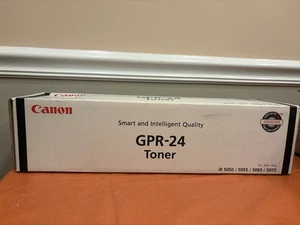 Canon
Smart and Intelligent Quality
GPR-24
Toner
iR 5050 / 5055 / 5065 / 5075